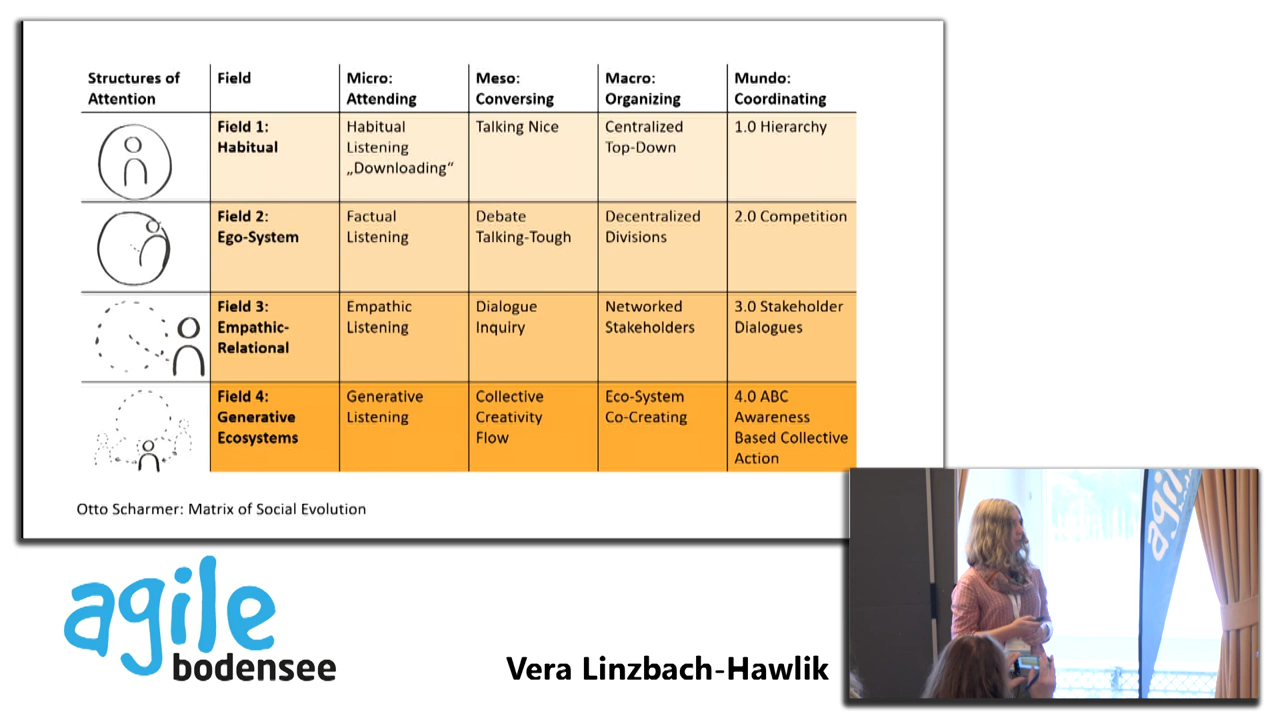 Structures of Attention
Field
Micro: Attending
Meso: Conversing
Macro: Organizing
Mundo: Coordinating
Field 1: Habitual
Habitual Listening „Downloading“
Talking Nice
Centralized Top-Down
1.0 Hierarchy
Field 2: Ego-System
Factual Listening
Debate Talking-Tough
Decentralized Divisions
2.0 Competition
Field 3: Empathic-Relational
Empathic Listening
Dialogue Inquiry
Networked Stakeholders
3.0 Stakeholder Dialogues
Field 4: Generative Ecosystems
Generative Listening
Collective Creativity Flow
Eco-System Co-Creating
4.0 ABC Awareness Based Collective Action
Otto Scharmer: Matrix of Social Evolution
agile
bodensee
Vera Linzbach-Hawlik
agile